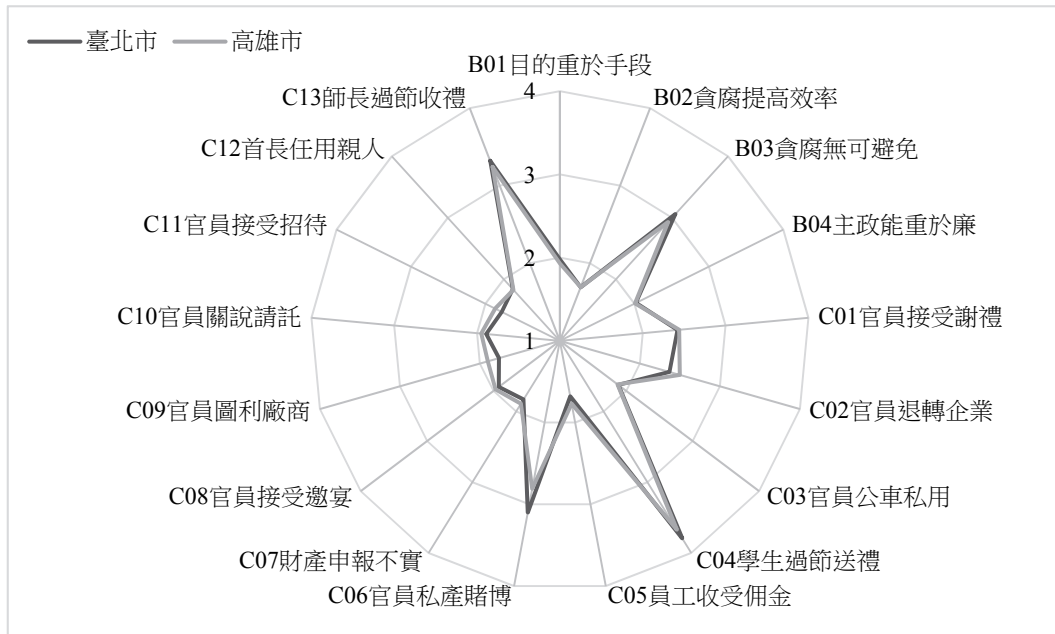 臺北市
高雄市
B01目的重於手段
B02貪腐提高效率
B03貪腐無可避免
B04主政能重於廉
C01官員接受謝禮
C02官員退轉企業
C03官員公車私用
C04學生過節送禮
C05員工收受佣金
C06官員私產賭博
C07財產申報不實
C08官員接受邀宴
C09官員圖利廠商
C10官員關說請託
C11官員接受招待
C12首長任用親人
C13師長過節收禮
4
3
2
1